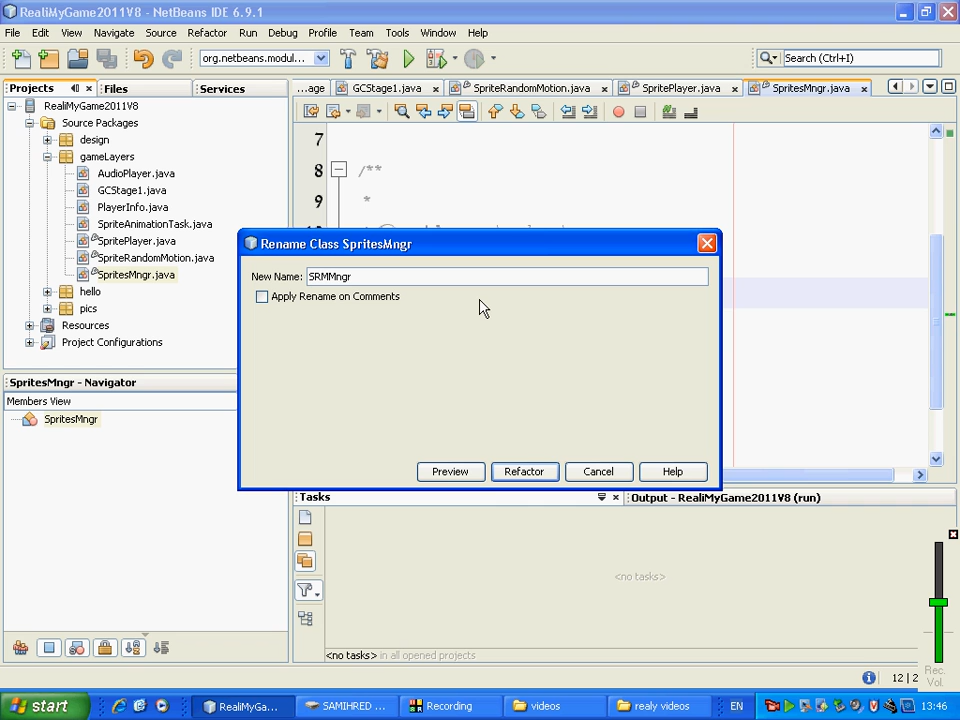 RealiMyGame2011V8 - NetBeans IDE 6.9.1
File Edit View Navigate Source Refactor Run Debug Profile Team Tools Window Help
org.netbeans.modul...
Search (Ctrl+I)
Projects
Files
Services
...age
GCStage1.java
SpriteRandomMotion.java
SpritePlayer.java
SpritesMngr.java
RealiMyGame2011V8
Source Packages
design
gameLayers
AudioPlayer.java
GCStage1.java
PlayerInfo.java
SpriteAnimationTask.java
SpritePlayer.java
SpriteRandomMotion.java
SpritesMngr.java
hello
pics
Resources
Project Configurations
7
8 /**
9 *
Rename Class SpritesMngr
New Name: SRMMngr
Apply Rename on Comments
Preview Refactor Cancel Help
SpritesMngr - Navigator
Members View
SpritesMngr
Tasks
Output - RealiMyGame2011V8 (run)
<no tasks>
<no tasks> in all opened projects
Rec.
Vol.
12 | 2
start
RealiMyGa...
SAMIHRED ...
Recording
videos
realy videos
EN
13:46